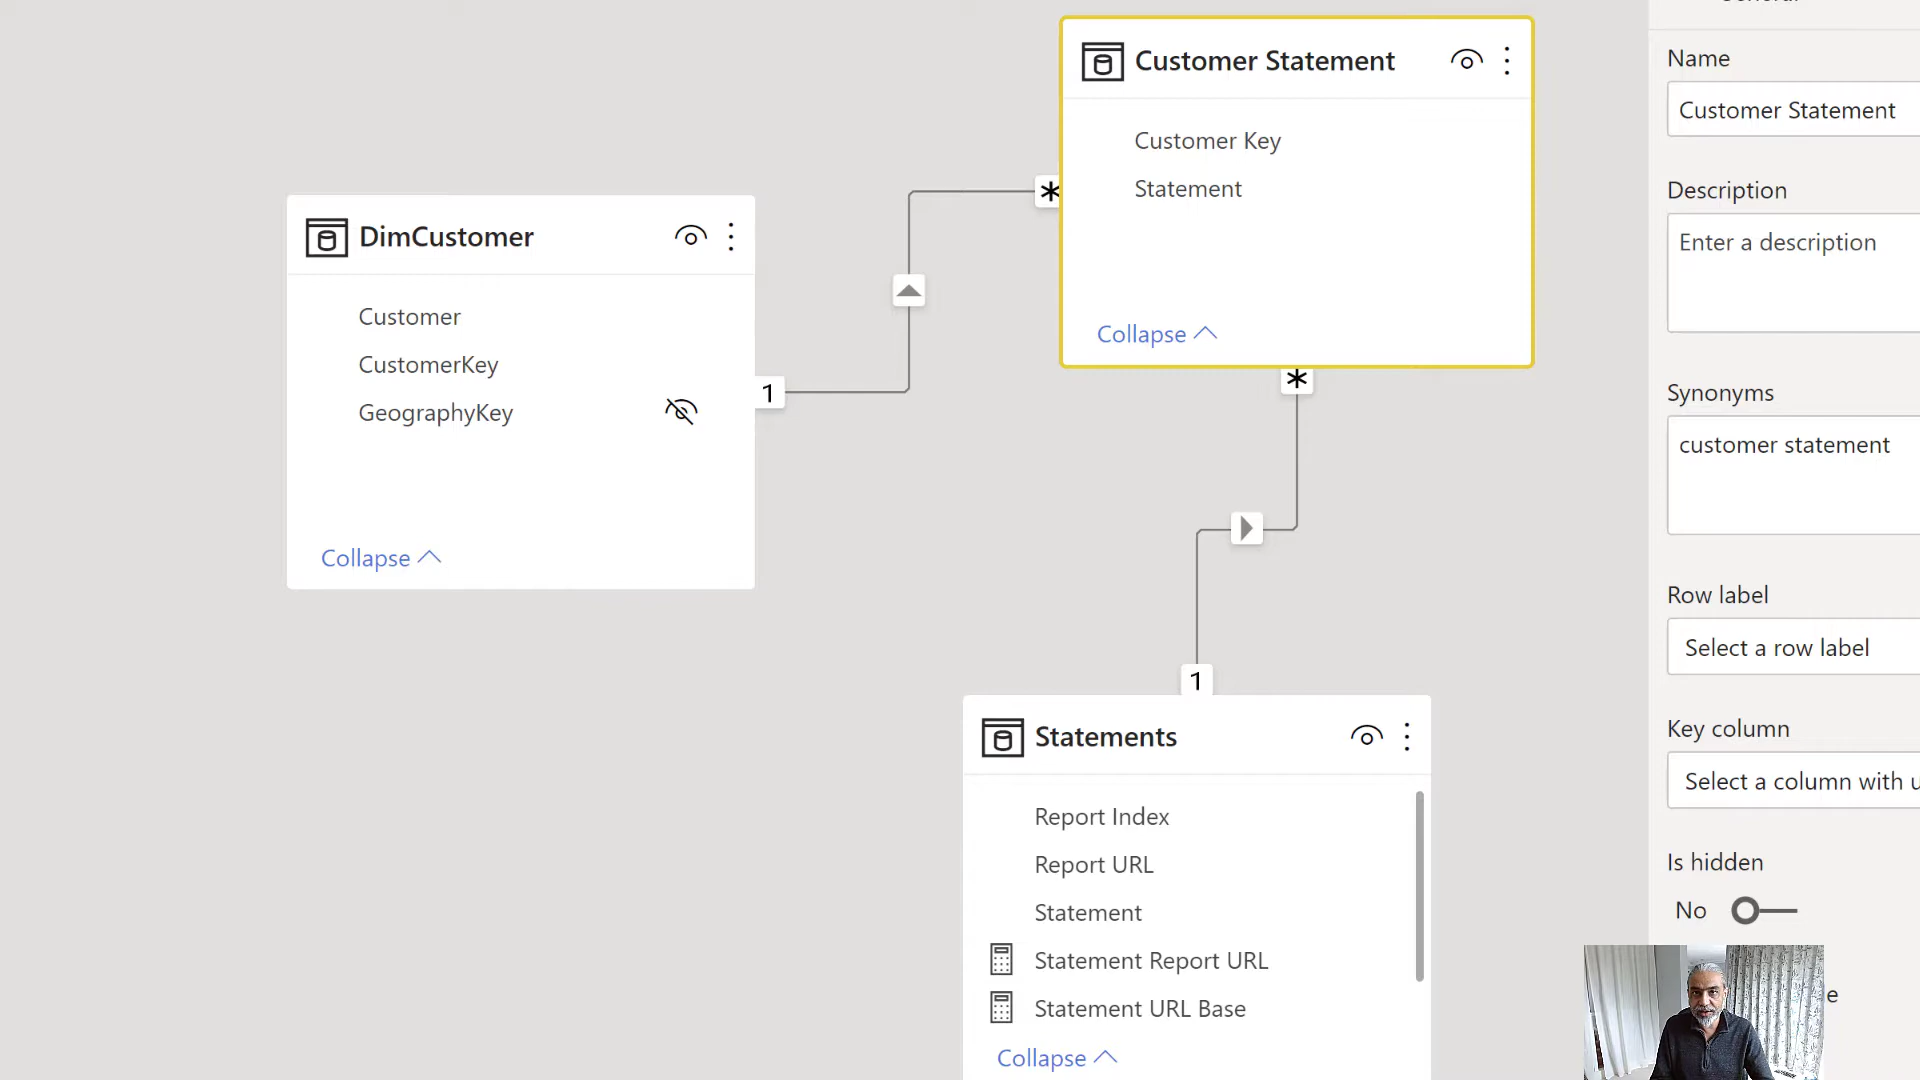 Customer Statement
Customer Key
Statement
Collapse
*
*
DimCustomer
Customer
CustomerKey
GeographyKey
Collapse
1
1
Statements
Report Index
Report URL
Statement
Statement Report URL
Statement URL Base
Collapse
Name
Customer Statement
Description
Enter a description
Synonyms
customer statement
Row label
Select a row label
Key column
Select a column with u
Is hidden
No
e